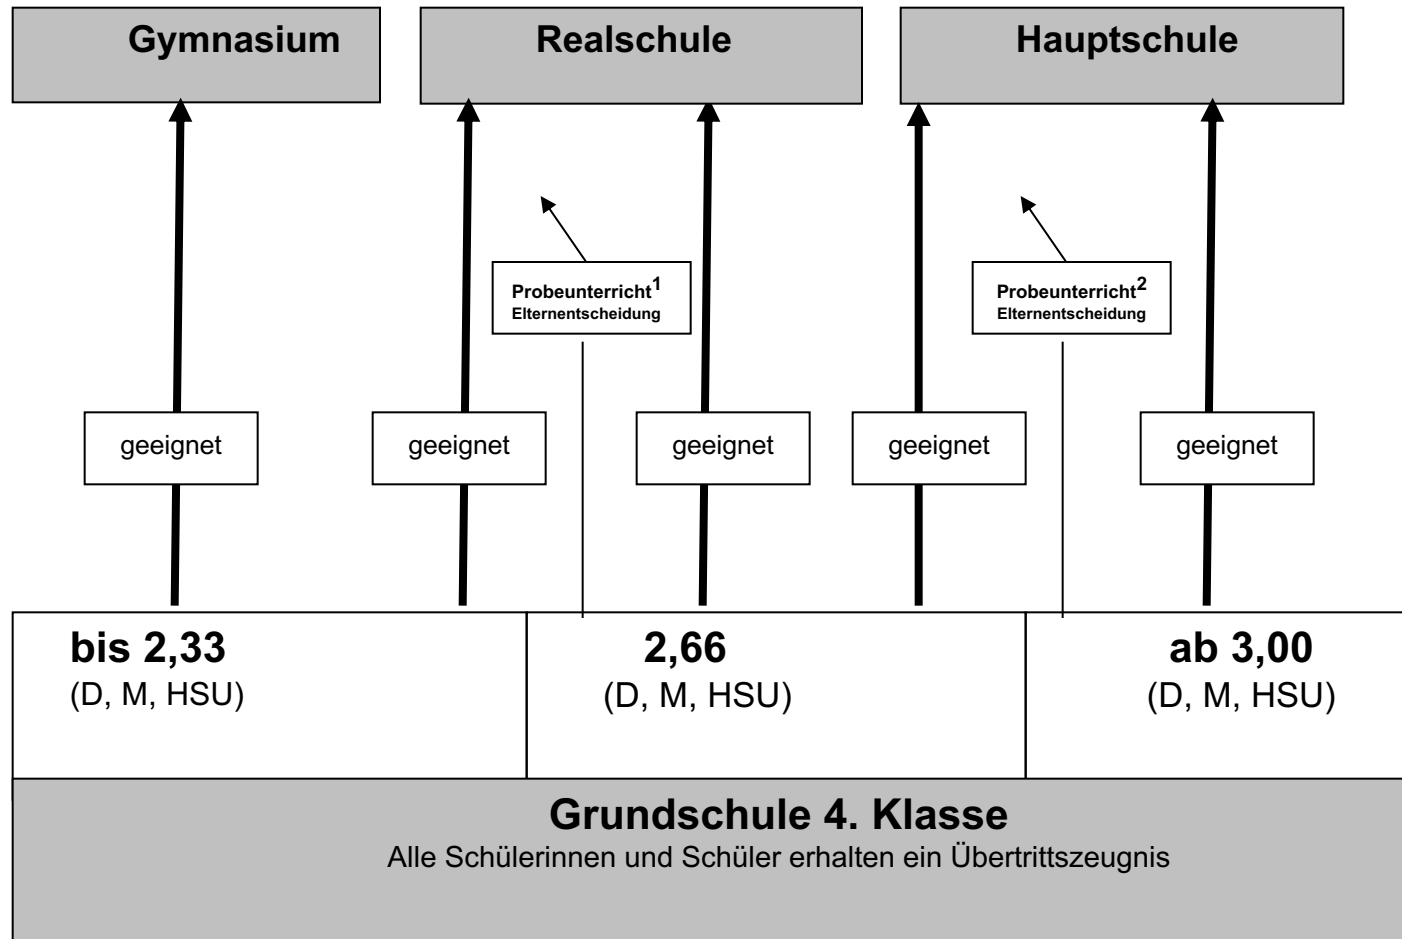 Gymnasium
Realschule
Hauptschule
Probeunterricht1
Elternentscheidung
Probeunterricht2
Elternentscheidung
geeignet
geeignet
geeignet
geeignet
geeignet
bis 2,33
(D, M, HSU)
2,66
(D, M, HSU)
ab 3,00
(D, M, HSU)
Grundschule 4. Klasse
Alle Schülerinnen und Schüler erhalten ein Übertrittszeugnis